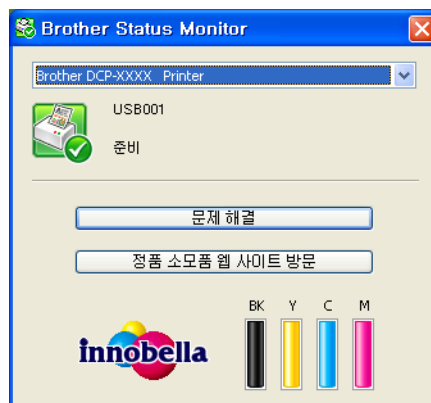 Brother Status Monitor
Brother DCP-XXXX Printer
USB001
준비
문제 해결
정품 소모품 웹 사이트 방문
BK Y C M
innobella